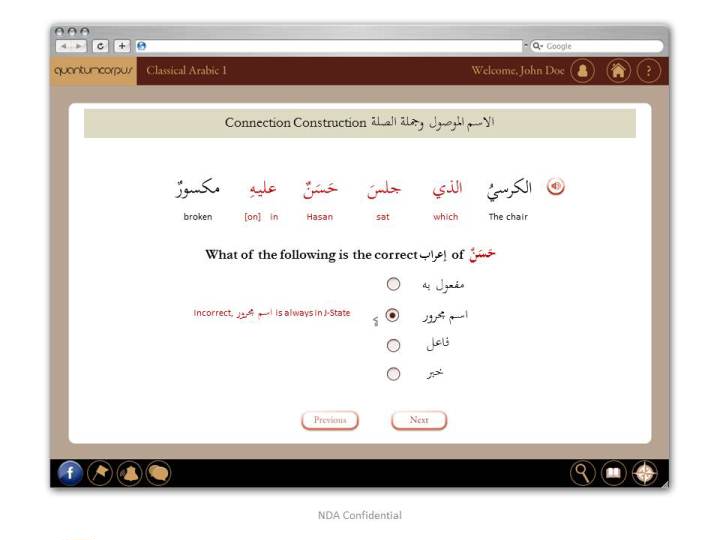 Google
quantumcorpus Classical Arabic 1 Welcome, John Doe ?
Connection Construction الاسم الموصول وجملة الصلة
الكرسيُ الذي جلسَ حَسَنٌ عليهِ مكسورٌ
broken [on] in Hasan sat which The chair
What of the following is the correct إعراب of حَسَنٌ
مفعول به
Incorrect, اسم مجرور is always in J-State اسم مجرور
فاعل
خبر
Previous Next
f
NDA Confidential